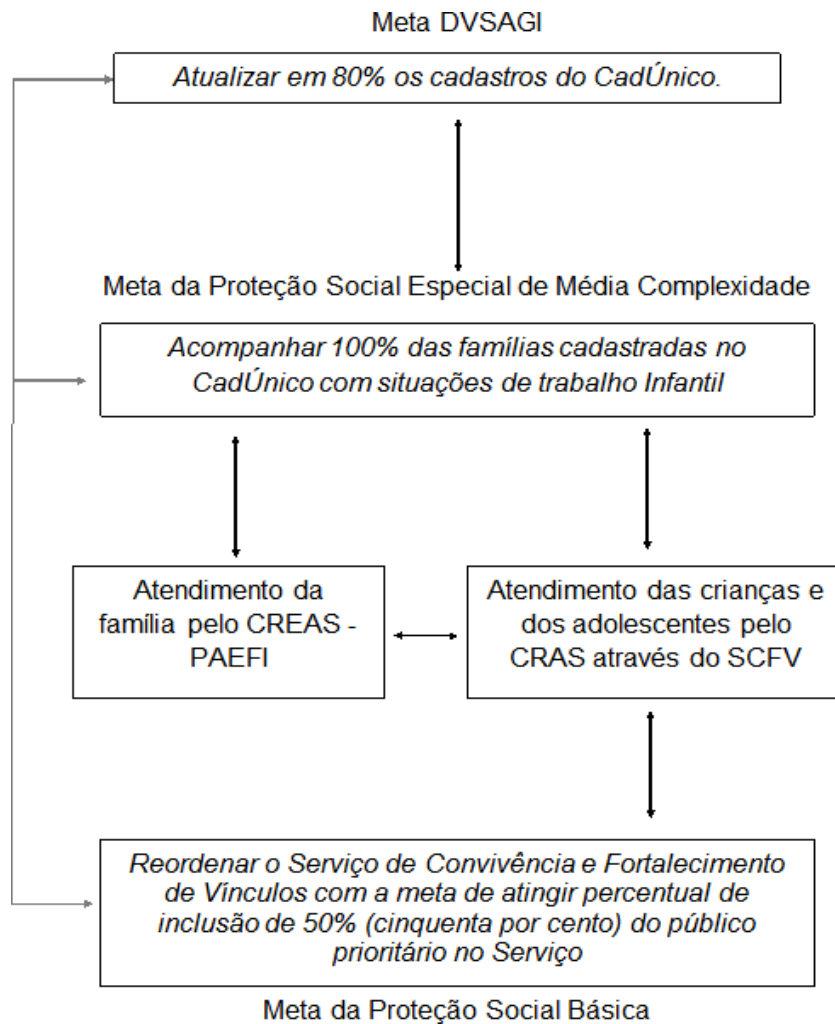 Meta DVSAGI
Atualizar em 80% os cadastros do CadÚnico.
Meta da Proteção Social Especial de Média Complexidade
Acompanhar 100% das famílias cadastradas no
CadÚnico com situações de trabalho Infantil
Atendimento da
família pelo CREAS -
PAEFI
Atendimento das crianças e
dos adolescentes pelo
CRAS através do SCFV
Reordenar o Serviço de Convivência e Fortalecimento
de Vínculos com a meta de atingir percentual de
inclusão de 50% (cinquenta por cento) do público
prioritário no Serviço
Meta da Proteção Social Básica